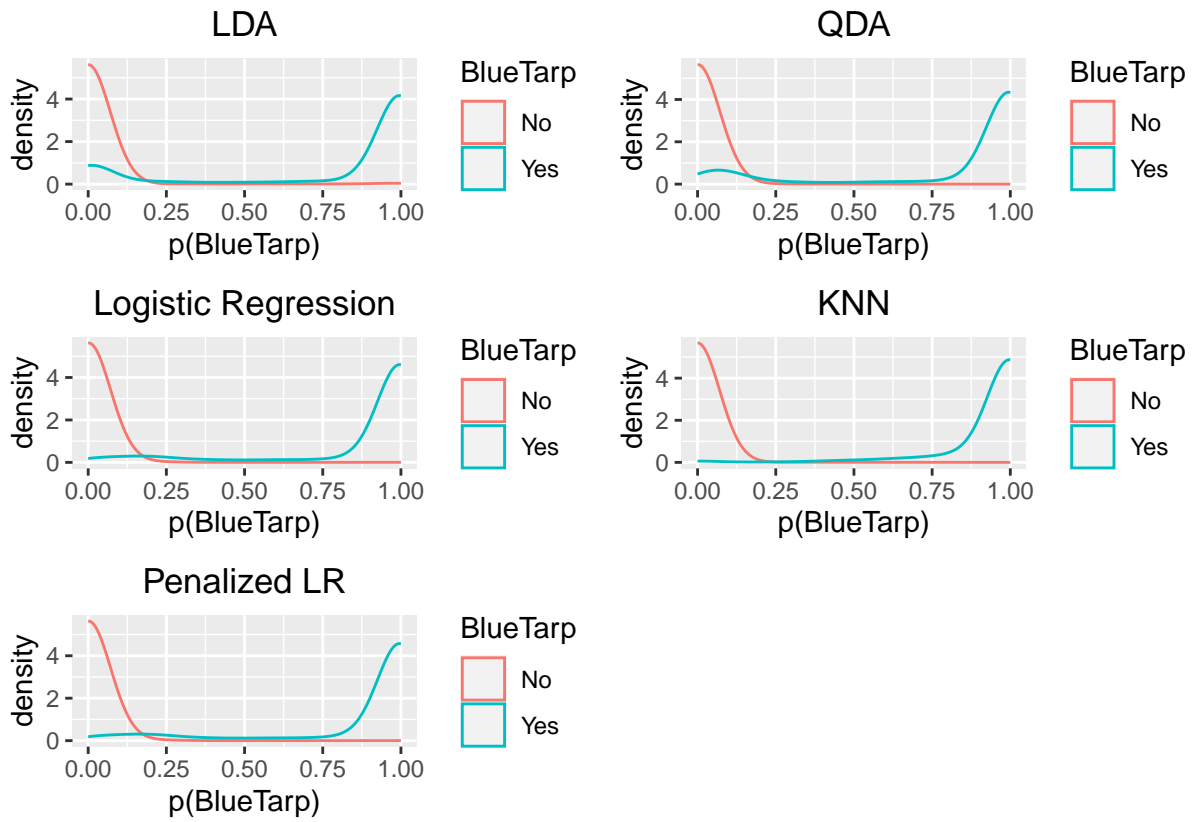 LDA
density
4
2
0
0.00 0.25 0.50 0.75 1.00
p(BlueTarp)
BlueTarp
No
Yes
QDA
density
4
2
0
0.00 0.25 0.50 0.75 1.00
p(BlueTarp)
BlueTarp
No
Yes
Logistic Regression
density
4
2
0
0.00 0.25 0.50 0.75 1.00
p(BlueTarp)
BlueTarp
No
Yes
KNN
density
4
2
0
0.00 0.25 0.50 0.75 1.00
p(BlueTarp)
BlueTarp
No
Yes
Penalized LR
density
4
2
0
0.00 0.25 0.50 0.75 1.00
p(BlueTarp)
BlueTarp
No
Yes